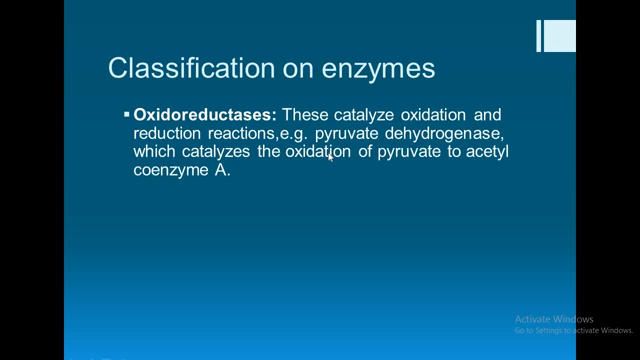 Classification on enzymes
▪ Oxidoreductases: These catalyze oxidation and
reduction reactions,e.g. pyruvate dehydrogenase,
which catalyzes the oxidation of pyruvate to acetyl
coenzyme A.
Activate Windows
Go to Settings to activate Windows.